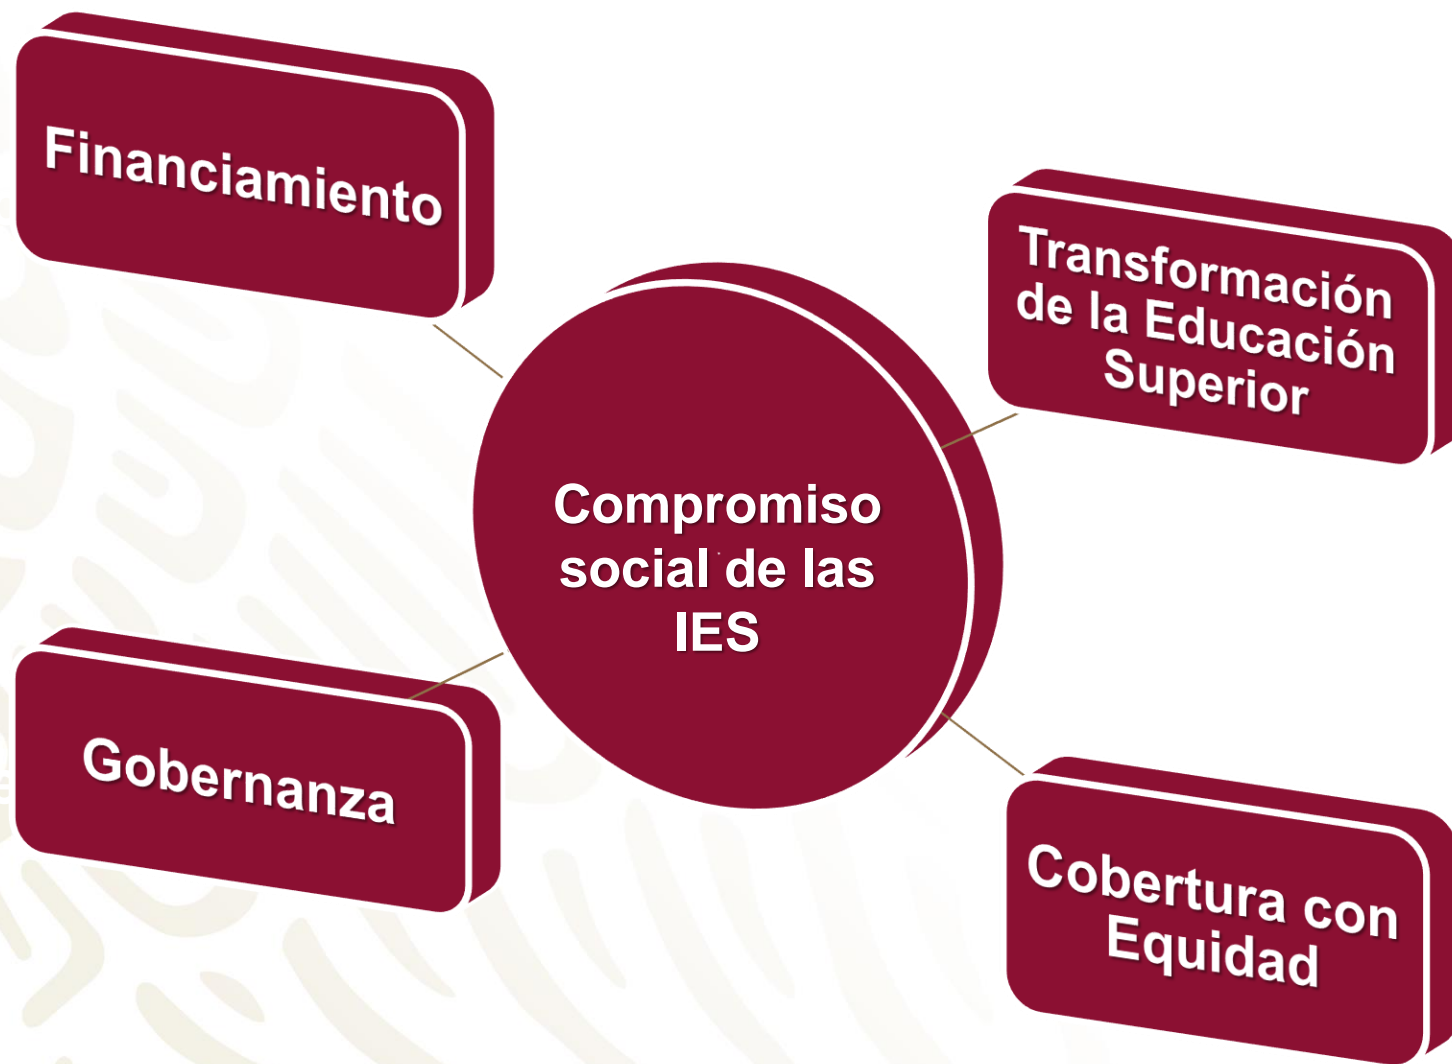 Financiamiento
Transformación
de la Educación
Superior
Compromiso
social de las
IES
Gobernanza
Cobertura con
Equidad